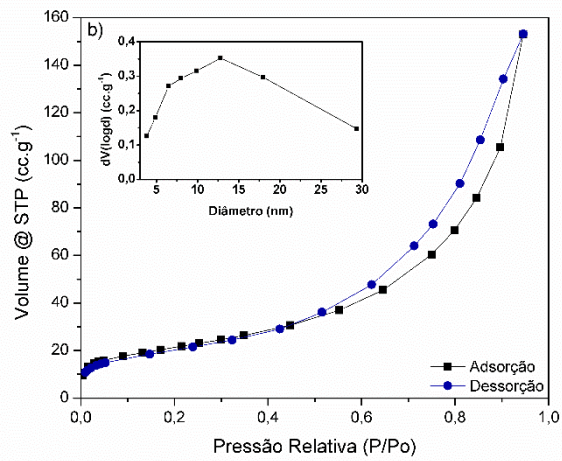 b)
0,4
0,3
0,2
0,1
0,0
5 10 15 20 25 30
dV(logd) (cc.g⁻¹)
Diâmetro (nm)
160
140
120
100
80
60
40
20
0
0,0 0,2 0,4 0,6 0,8 1,0
Volume @ STP (cc.g⁻¹)
Pressão Relativa (P/Po)
Adsorção
Dessorção